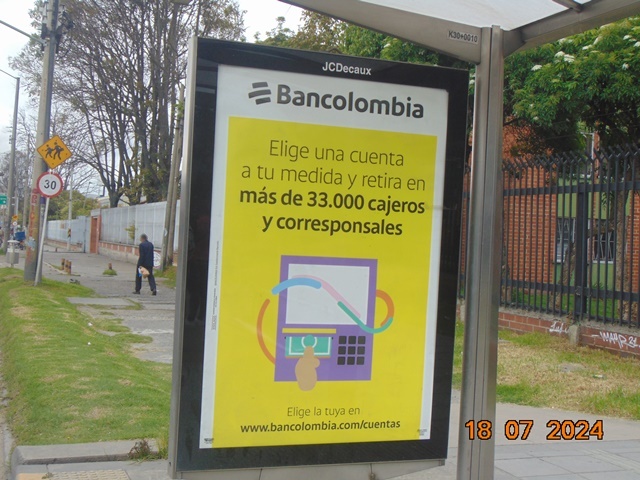 K30+0010
JCDecaux
Bancolombia
Elige una cuenta
a tu medida y retira en
más de 33.000 cajeros
y corresponsales
Elige la tuya en
www.bancolombia.com/cuentas
30
18 07 2024